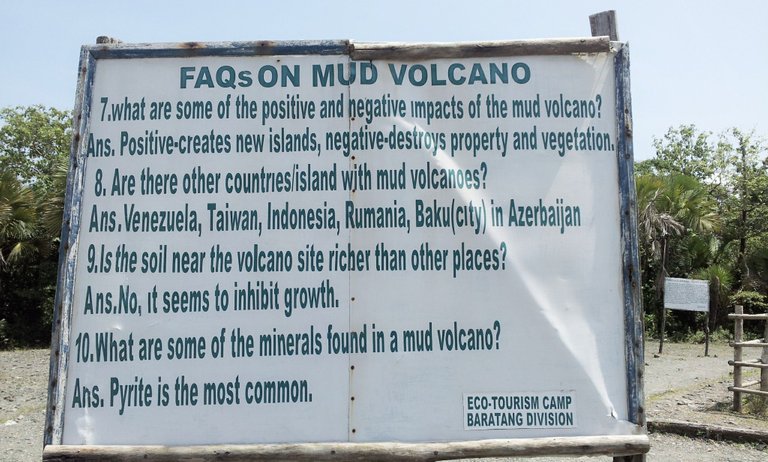 FAQs ON MUD VOLCANO
7.what are some of the positive and negative impacts of the mud volcano?
Ans. Positive-creates new islands, negative-destroys property and vegetation.
8. Are there other countries/island with mud volcanoes?
Ans.Venezuela, Taiwan, Indonesia, Rumania, Baku(city) in Azerbaijan
9.Is the soil near the volcano site richer than other places?
Ans.No, it seems to inhibit growth.
10.What are some of the minerals found in a mud volcano?
Ans. Pyrite is the most common.
ECO-TOURISM CAMP
BARATANG DIVISION